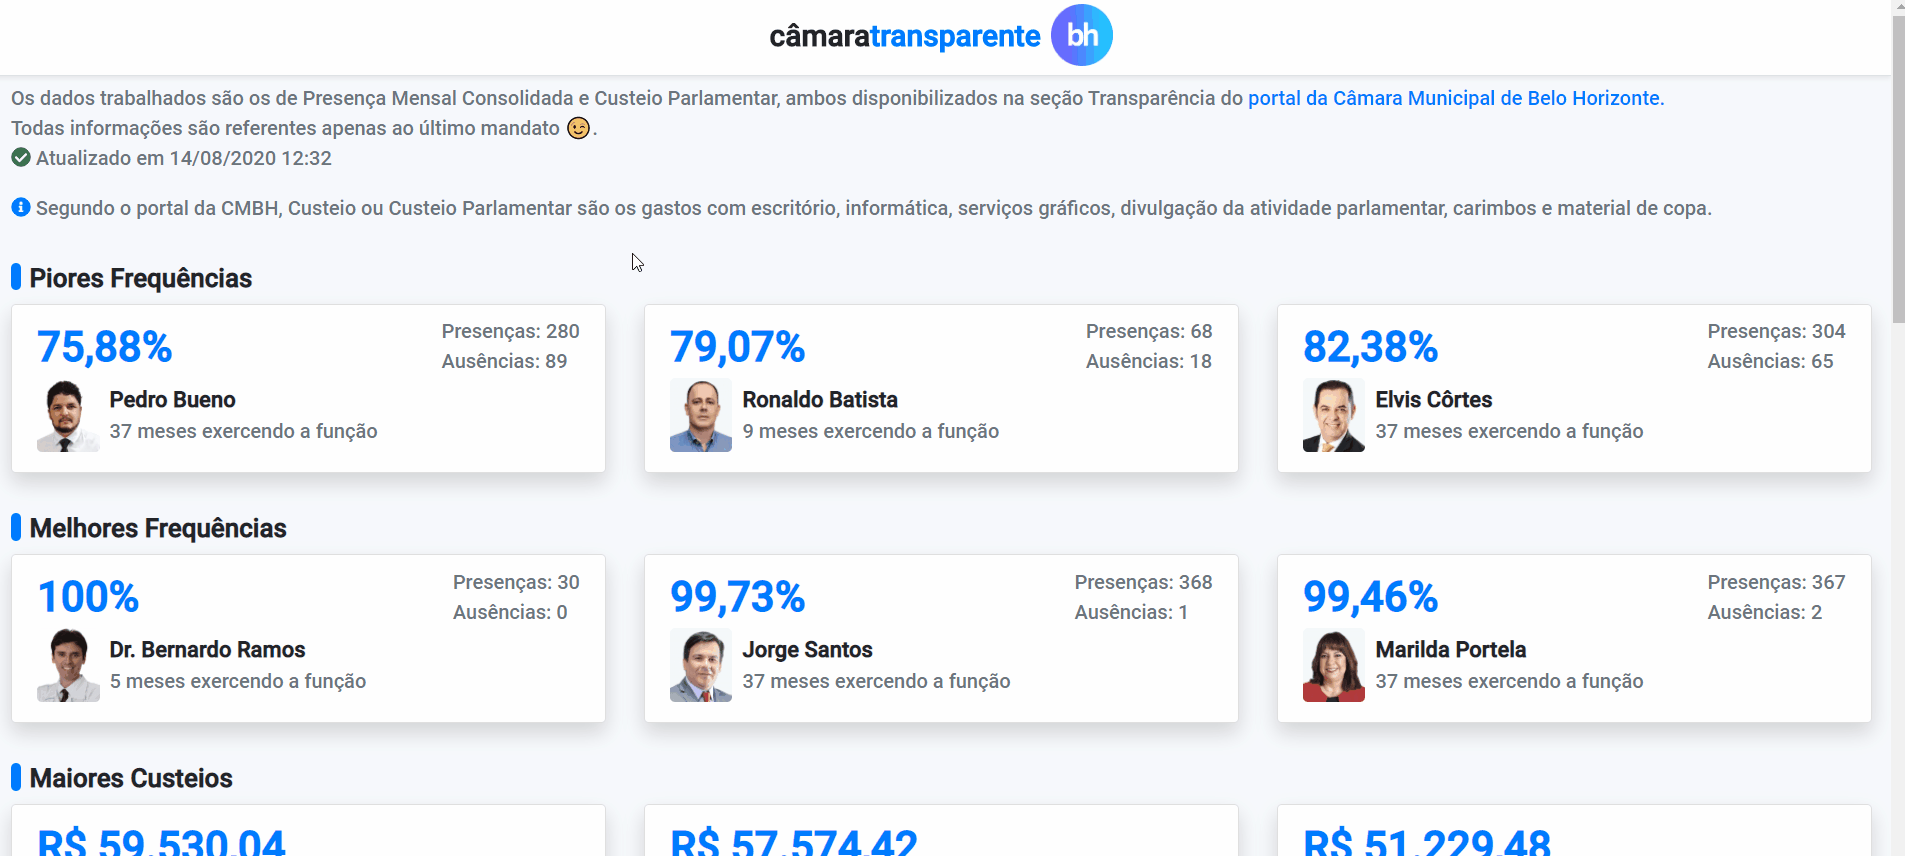 câmaratransparente bh
Os dados trabalhados são os de Presença Mensal Consolidada e Custeio Parlamentar, ambos disponibilizados na seção Transparência do portal da Câmara Municipal de Belo Horizonte.
Todas informações são referentes apenas ao último mandato 😉.
Atualizado em 14/08/2020 12:32
Segundo o portal da CMBH, Custeio ou Custeio Parlamentar são os gastos com escritório, informática, serviços gráficos, divulgação da atividade parlamentar, carimbos e material de copa.
Piores Frequências
75,88%
Presenças: 280
Ausências: 89
Pedro Bueno
37 meses exercendo a função
79,07%
Presenças: 68
Ausências: 18
Ronaldo Batista
9 meses exercendo a função
82,38%
Presenças: 304
Ausências: 65
Elvis Côrtes
37 meses exercendo a função
Melhores Frequências
100%
Presenças: 30
Ausências: 0
Dr. Bernardo Ramos
5 meses exercendo a função
99,73%
Presenças: 368
Ausências: 1
Jorge Santos
37 meses exercendo a função
99,46%
Presenças: 367
Ausências: 2
Marilda Portela
37 meses exercendo a função
Maiores Custeios
R$ 59.530,04
R$ 57.574,42
R$ 51.229,48